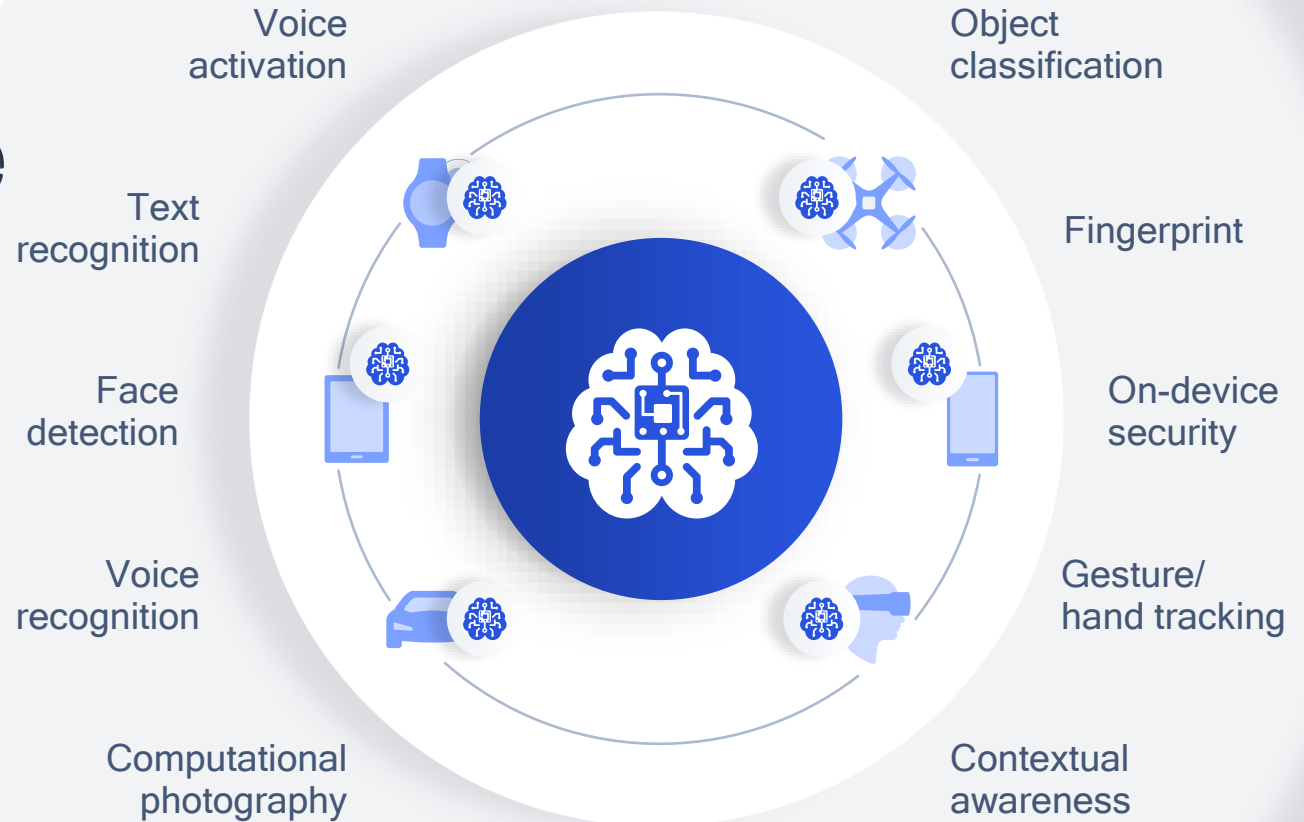 Voice
activation
Text
recognition
Face
detection
Voice
recognition
Computational
photography
Object
classification
Fingerprint
On-device
security
Gesture/
hand tracking
Contextual
awareness